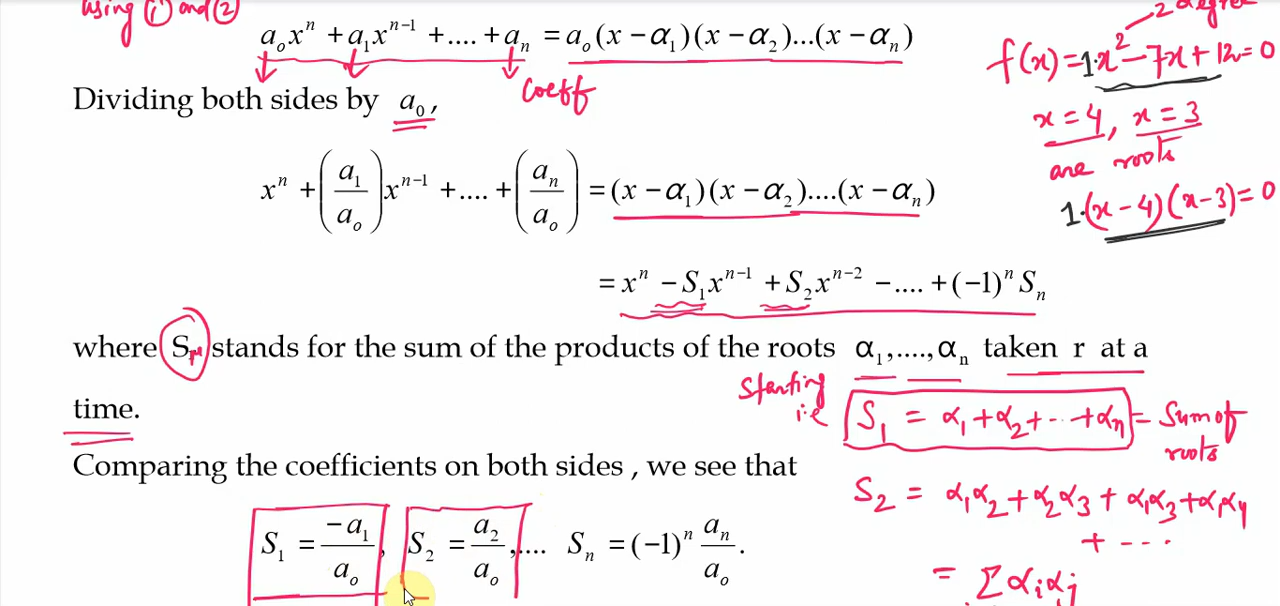 using ① and ②
a₀xⁿ + a₁xⁿ⁻¹ + .... + aₙ = a₀(x − α₁)(x − α₂)...(x − αₙ)
coeff
2 degree
f(x) = 1·x² − 7x + 12 = 0
x = 4, x = 3
are roots
1·(x − 4)(x − 3) = 0
Dividing both sides by a₀,
xⁿ + (a₁/a₀)xⁿ⁻¹ + .... + (aₙ/a₀) = (x − α₁)(x − α₂)....(x − αₙ)
= xⁿ − S₁xⁿ⁻¹ + S₂xⁿ⁻² − .... + (−1)ⁿ Sₙ
where Sᵣ stands for the sum of the products of the roots α₁,....,αₙ taken r at a
time.
Starting
i.e
S₁ = α₁ + α₂ + ... + αₙ = Sum of
roots
Comparing the coefficients on both sides , we see that
S₂ = α₁α₂ + α₂α₃ + α₁α₃ + α₁α₄
+ ...
= Σαᵢαⱼ
S₁ = −a₁/a₀, S₂ = a₂/a₀,.... Sₙ = (−1)ⁿ aₙ/a₀.